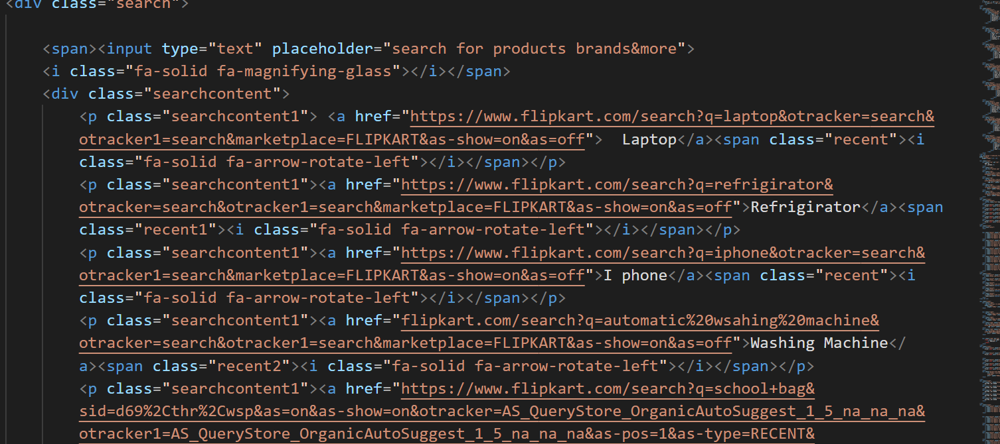 <div class="search">
<span><input type="text" placeholder="search for products brands&more">
<i class="fa-solid fa-magnifying-glass"></i></span>
<div class="searchcontent">
<p class="searchcontent1"> <a href="https://www.flipkart.com/search?q=laptop&otracker=search&
otracker1=search&marketplace=FLIPKART&as-show=on&as=off">  Laptop</a><span class="recent"><i
class="fa-solid fa-arrow-rotate-left"></i></span></p>
<p class="searchcontent1"><a href="https://www.flipkart.com/search?q=refrigirator&
otracker=search&otracker1=search&marketplace=FLIPKART&as-show=on&as=off">Refrigirator</a><span
class="recent1"><i class="fa-solid fa-arrow-rotate-left"></i></span></p>
<p class="searchcontent1"><a href="https://www.flipkart.com/search?q=iphone&otracker=search&
otracker1=search&marketplace=FLIPKART&as-show=on&as=off">I phone</a><span class="recent"><i
class="fa-solid fa-arrow-rotate-left"></i></span></p>
<p class="searchcontent1"><a href="flipkart.com/search?q=automatic%20wsahing%20machine&
otracker=search&otracker1=search&marketplace=FLIPKART&as-show=on&as=off">Washing Machine</
a><span class="recent2"><i class="fa-solid fa-arrow-rotate-left"></i></span></p>
<p class="searchcontent1"><a href="https://www.flipkart.com/search?q=school+bag&
sid=d69%2Cthr%2Cwsp&as=on&as-show=on&otracker=AS_QueryStore_OrganicAutoSuggest_1_5_na_na_na&
otracker1=AS_QueryStore_OrganicAutoSuggest_1_5_na_na_na&as-pos=1&as-type=RECENT&